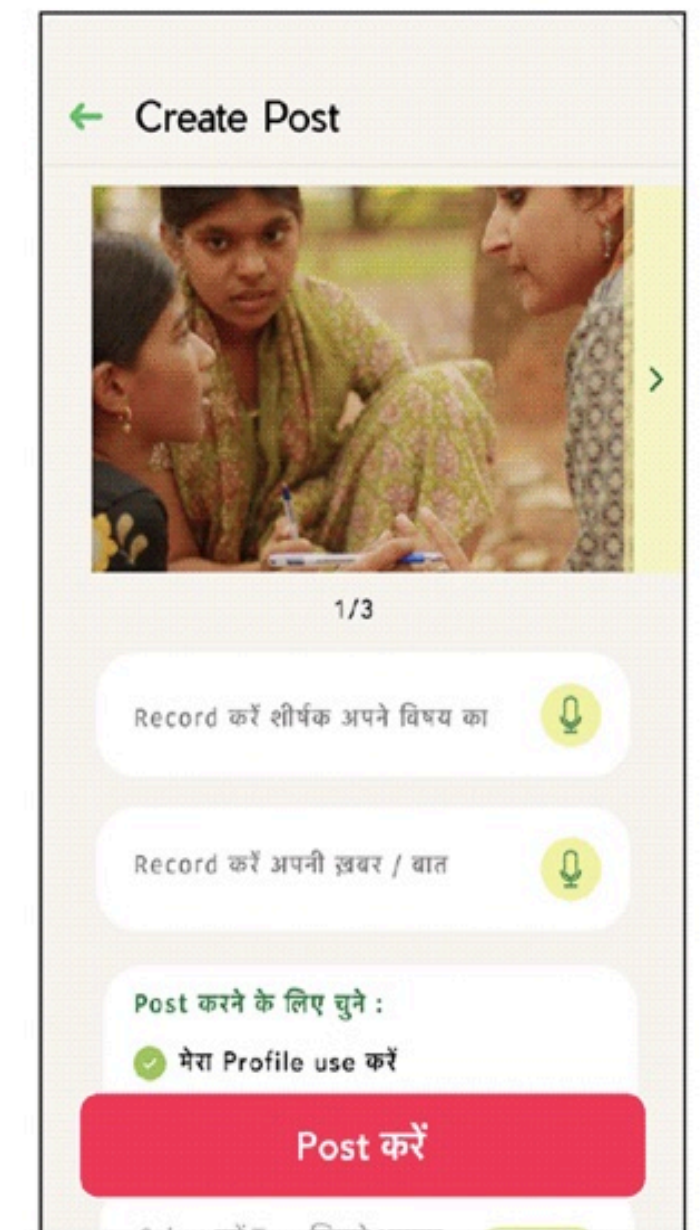 Create Post
1/3
Record करें शीर्षक अपने विषय का
Record करें अपनी ख़बर / बात
Post करने के लिए चुने :
मेरा Profile use करें
Post करें